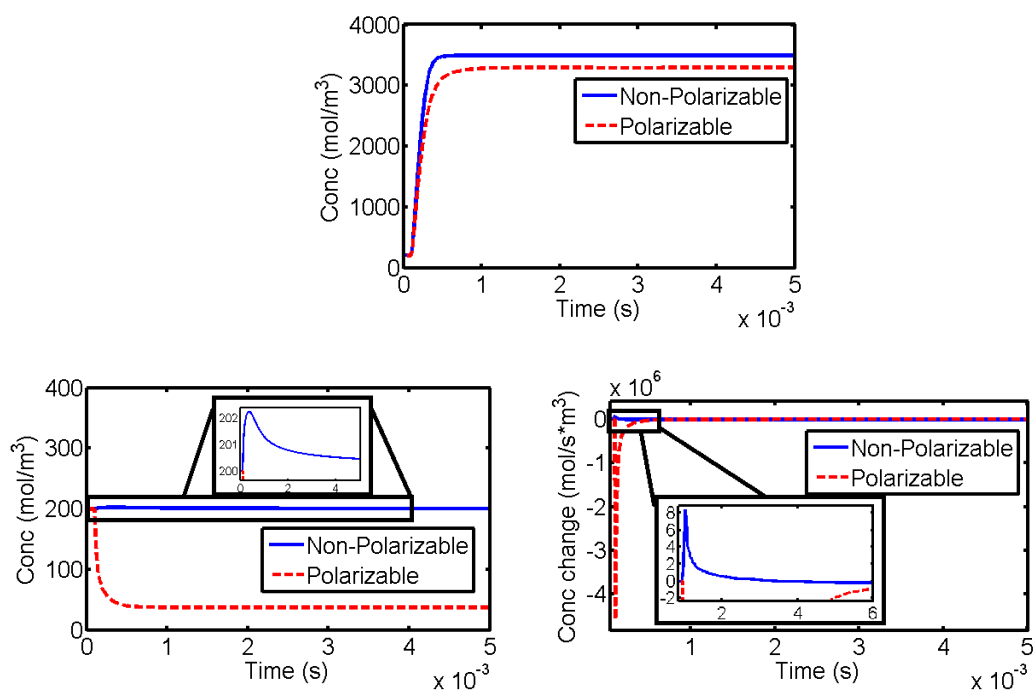 4000
3000
2000
1000
0
Conc (mol/m³)
Non-Polarizable
Polarizable
0 1 2 3 4 5
Time (s)
x 10⁻³
400
300
200
100
0
Conc (mol/m³)
202
201
200
0 2 4
Non-Polarizable
Polarizable
0 1 2 3 4 5
Time (s)
x 10⁻³
x 10⁶
0
-1
-2
-3
-4
Conc change (mol/s*m³)
Non-Polarizable
Polarizable
8
6
4
2
0
-2
2 4 6
0 1 2 3 4 5
Time (s)
x 10⁻³